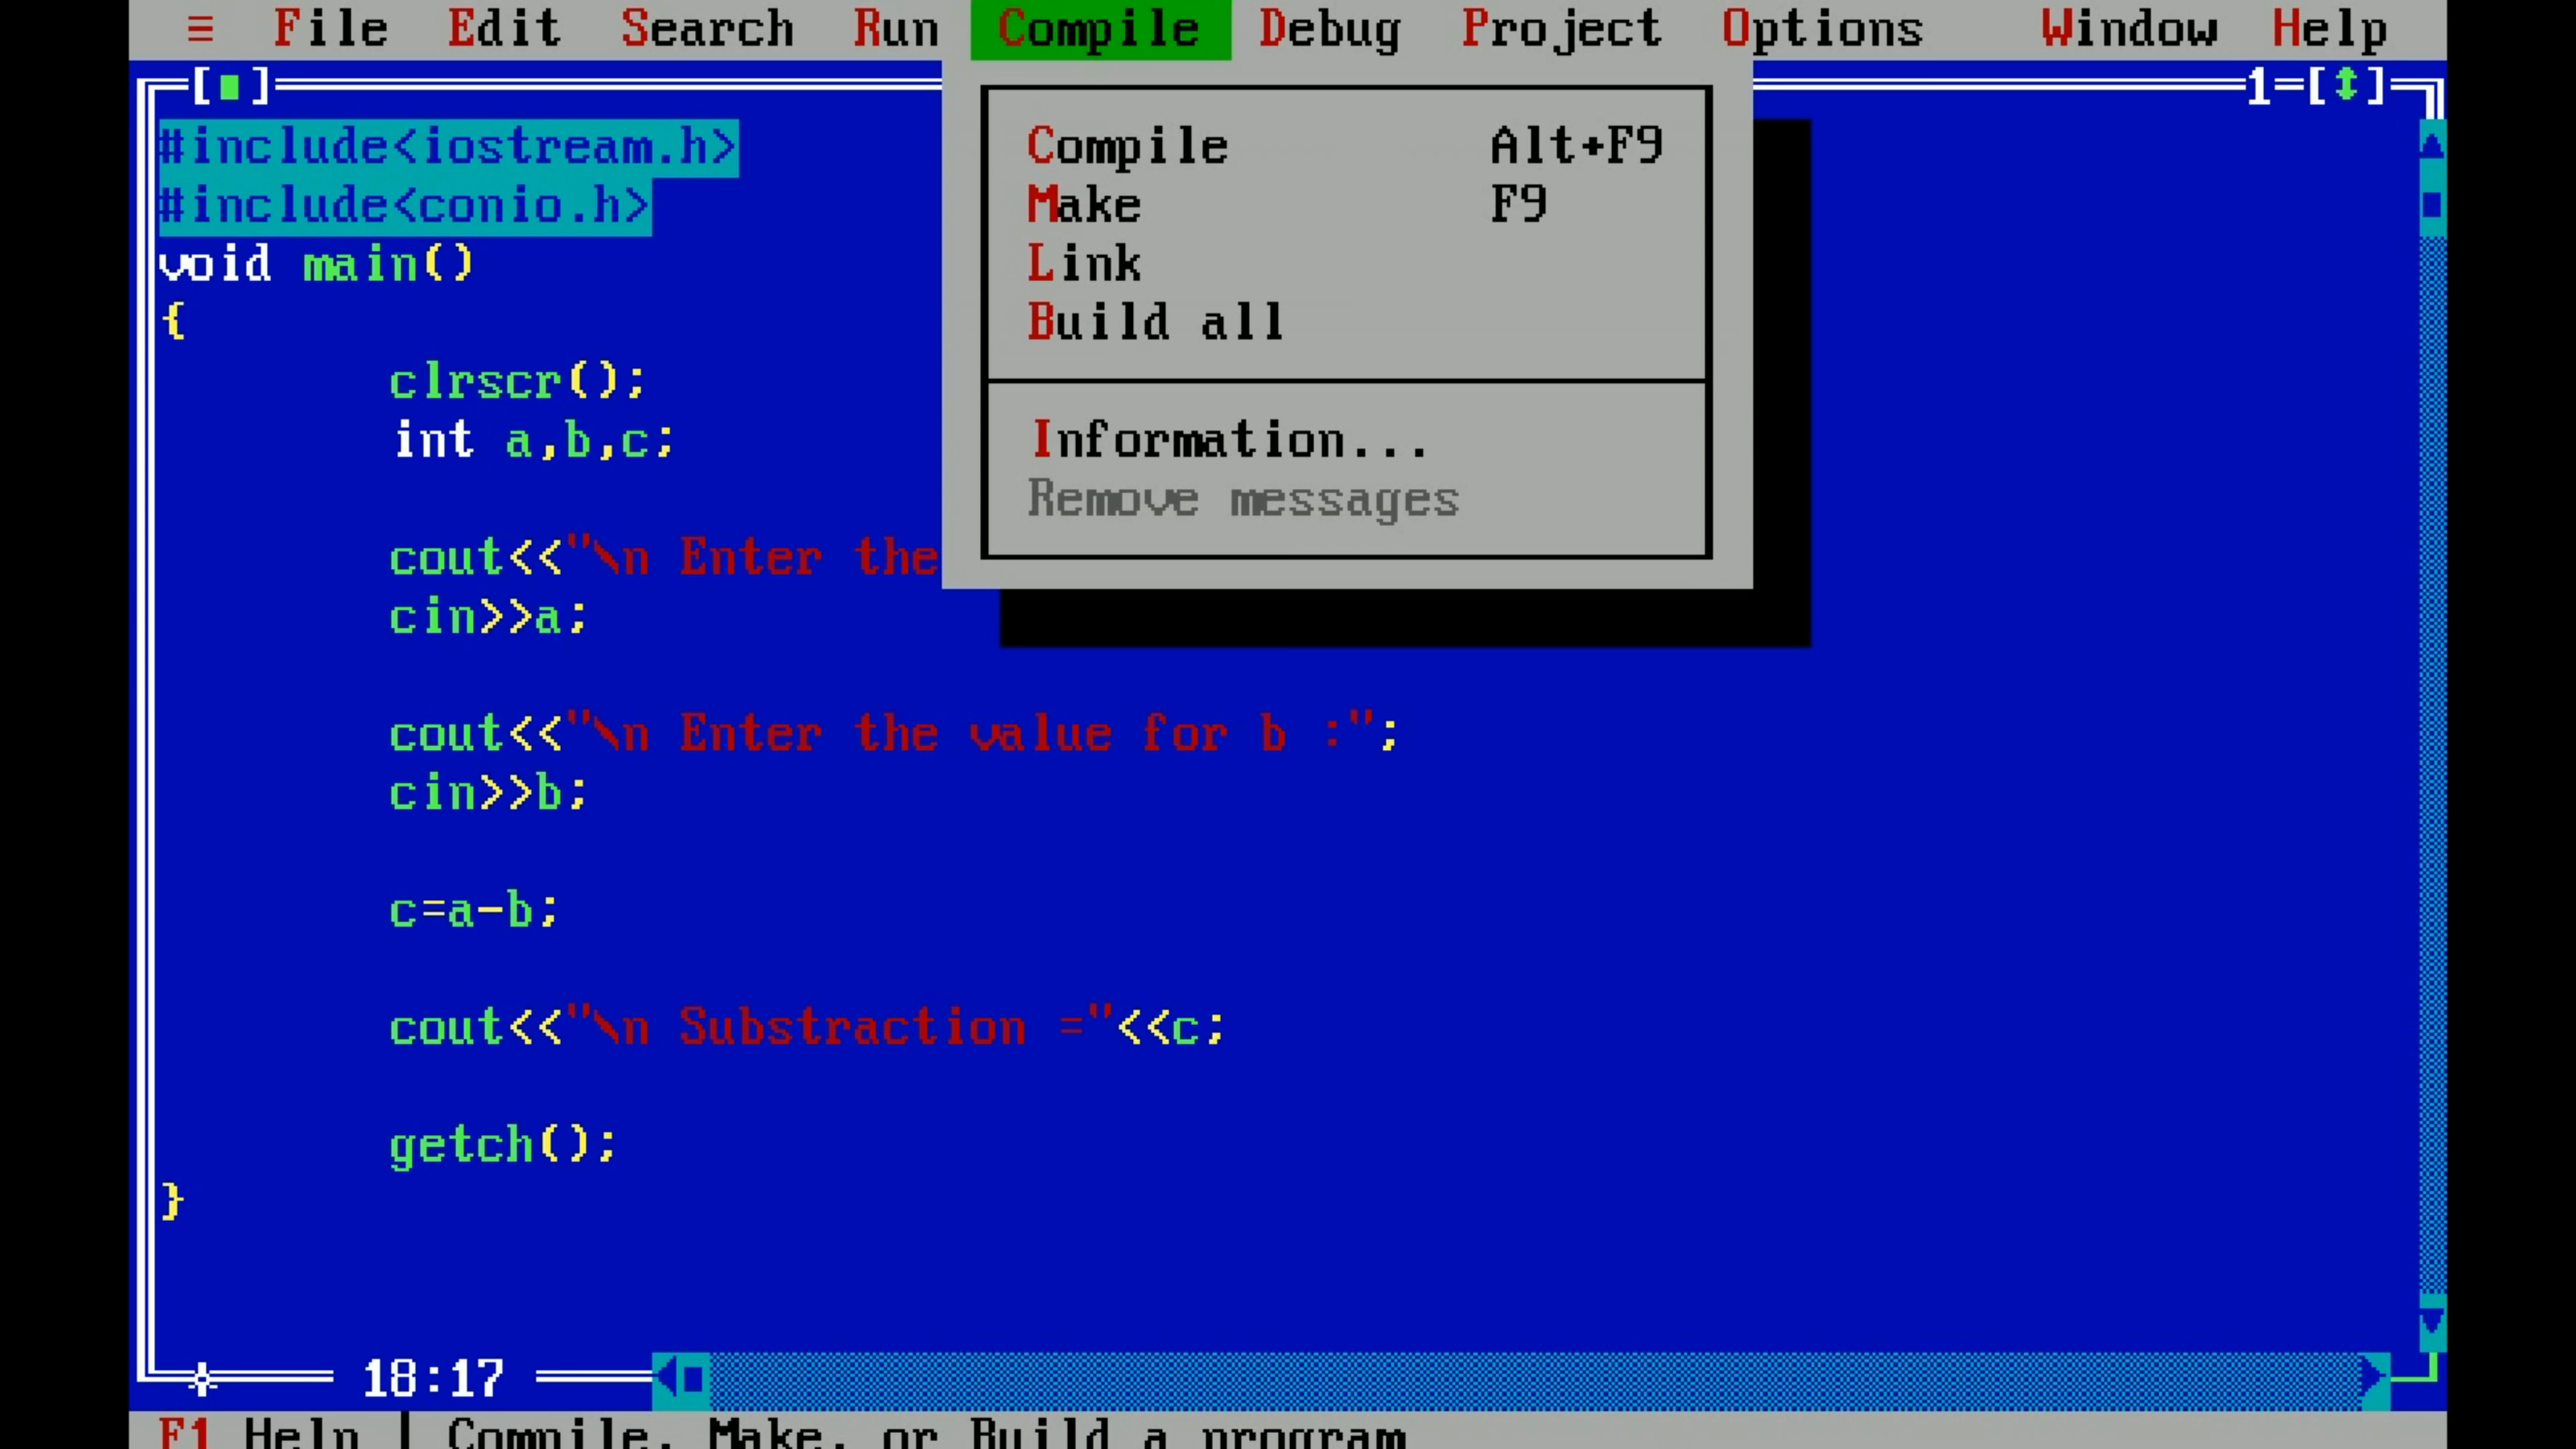 ≡ File Edit Search Run Compile Debug Project Options Window Help
1
#include<iostream.h>
#include<conio.h>
void main()
{
clrscr();
int a,b,c;
cout<<"\n Enter the
cin>>a;
cout<<"\n Enter the value for b :";
cin>>b;
c=a-b;
cout<<"\n Substraction ="<<c;
getch();
}
Compile Alt+F9
Make F9
Link
Build all
Information...
Remove messages
18:17
F1 Help | Compile, Make, or Build a program